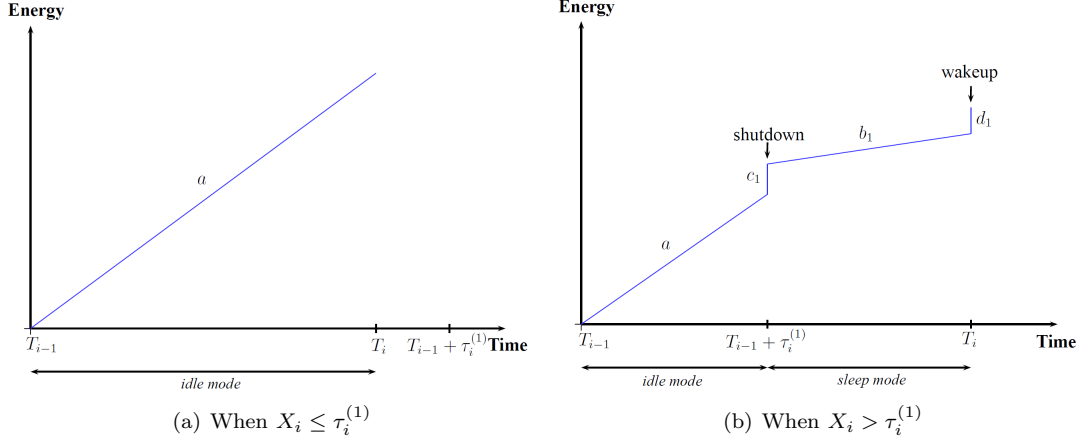 Energy
a
T_{i-1}
T_i
T_{i-1} + τ_i^{(1)}
Time
idle mode
(a) When X_i ≤ τ_i^{(1)}
Energy
wakeup
d_1
b_1
shutdown
c_1
a
T_{i-1}
T_{i-1} + τ_i^{(1)}
T_i
Time
idle mode
sleep mode
(b) When X_i > τ_i^{(1)}